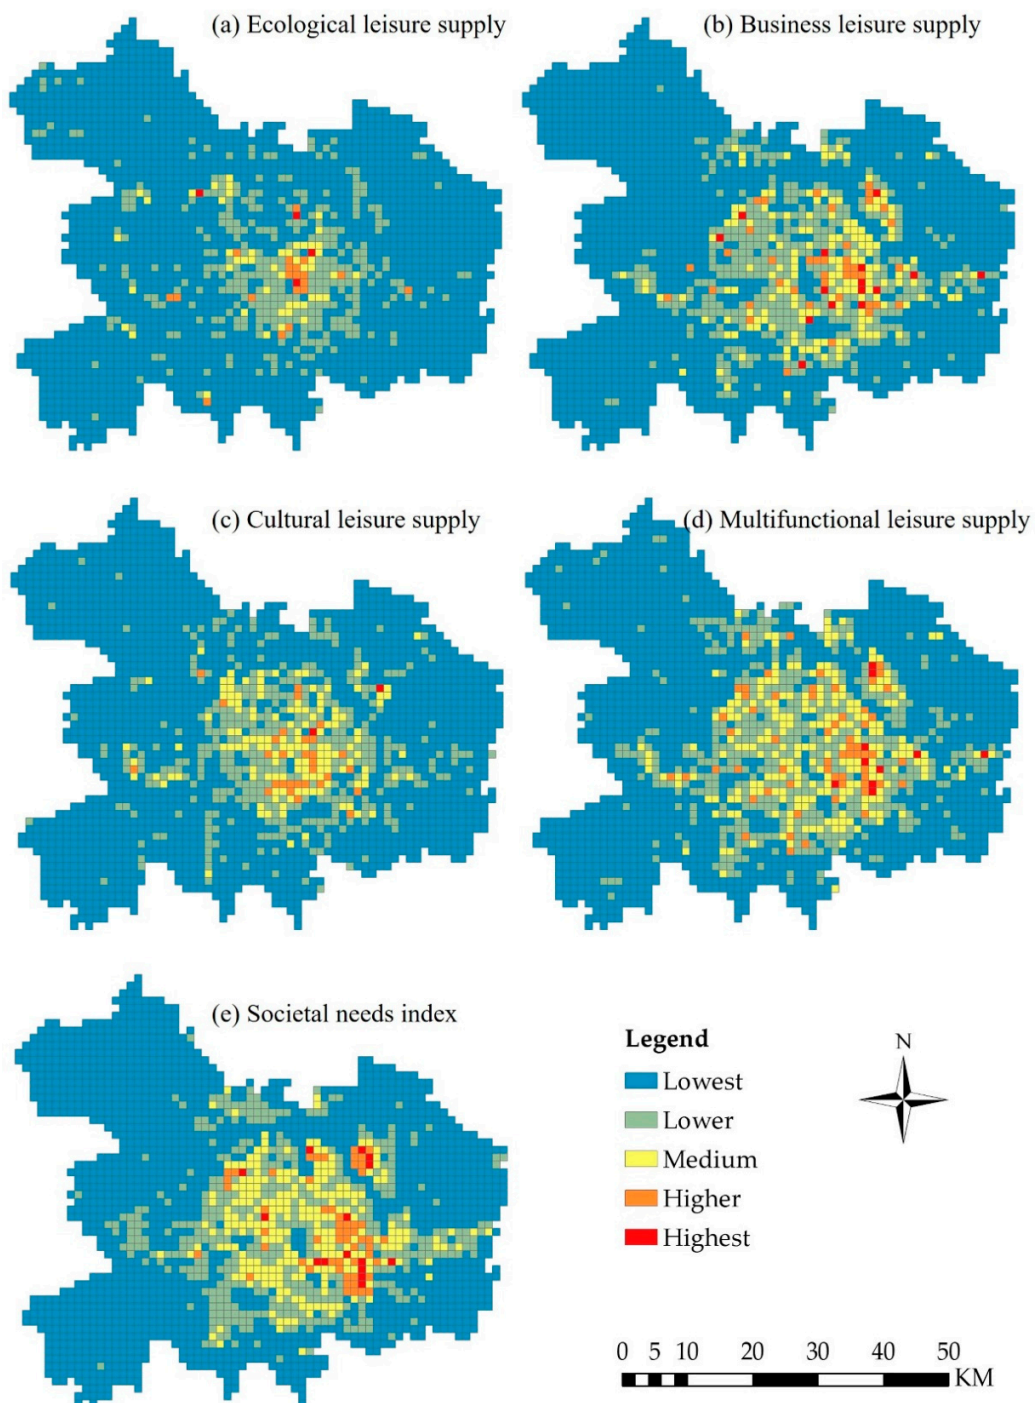 (a) Ecological leisure supply
(b) Business leisure supply
(c) Cultural leisure supply
(d) Multifunctional leisure supply
(e) Societal needs index
Legend
Lowest
Lower
Medium
Higher
Highest
N
0 5 10 20 30 40 50
KM